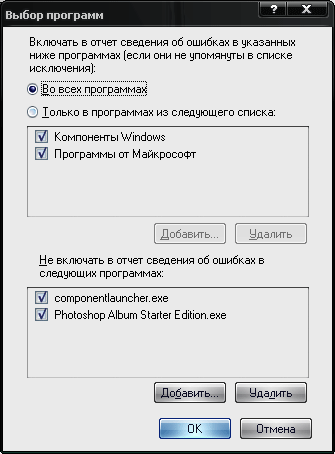 Выбор программ
?
Включать в отчет сведения об ошибках в указанных
ниже программах (если они не упомянуты в списке
исключения):
Во всех программах
Только в программах из следующего списка:
Компоненты Windows
Программы от Майкрософт
Добавить...
Удалить
Не включать в отчет сведения об ошибках в
следующих программах:
componentlauncher.exe
Photoshop Album Starter Edition.exe
Добавить...
Удалить
OK
Отмена